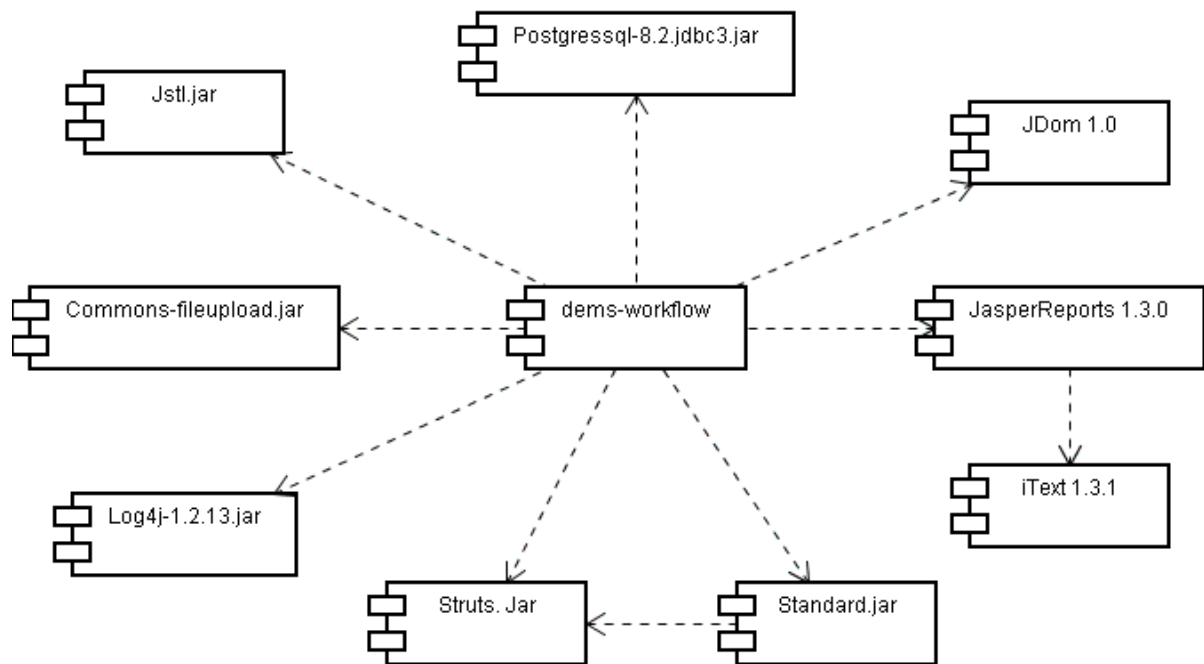 Postgressql-8.2.jdbc3.jar
Jstl.jar
JDom 1.0
Commons-fileupload.jar
dems-workflow
JasperReports 1.3.0
Log4j-1.2.13.jar
iText 1.3.1
Struts. Jar
Standard.jar